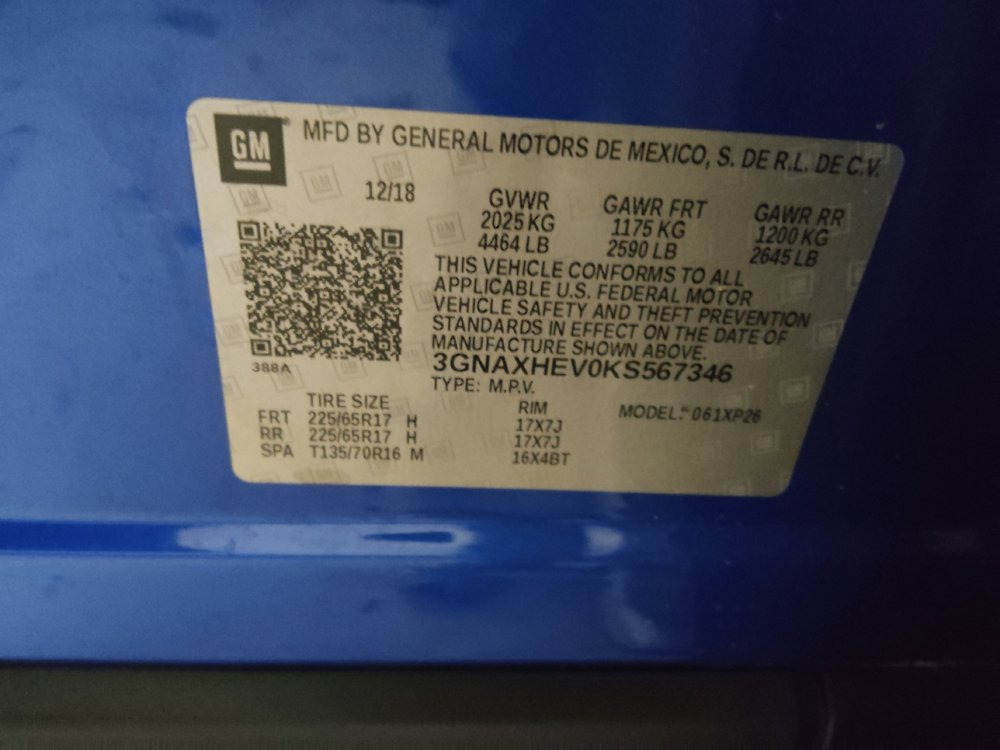 GM MFD BY GENERAL MOTORS DE MEXICO, S. DE R.L. DE C.V.
12/18
GVWR GAWR FRT GAWR RR
2025 KG 1175 KG 1200 KG
4464 LB 2590 LB 2645 LB
THIS VEHICLE CONFORMS TO ALL
APPLICABLE U.S. FEDERAL MOTOR
VEHICLE SAFETY AND THEFT PREVENTION
STANDARDS IN EFFECT ON THE DATE OF
MANUFACTURE SHOWN ABOVE.
388A
3GNAXHEV0KS567346
TYPE: M.P.V.
TIRE SIZE RIM MODEL: 061XP26
FRT 225/65R17 H 17X7J
RR 225/65R17 H 17X7J
SPA T135/70R16 M 16X4BT